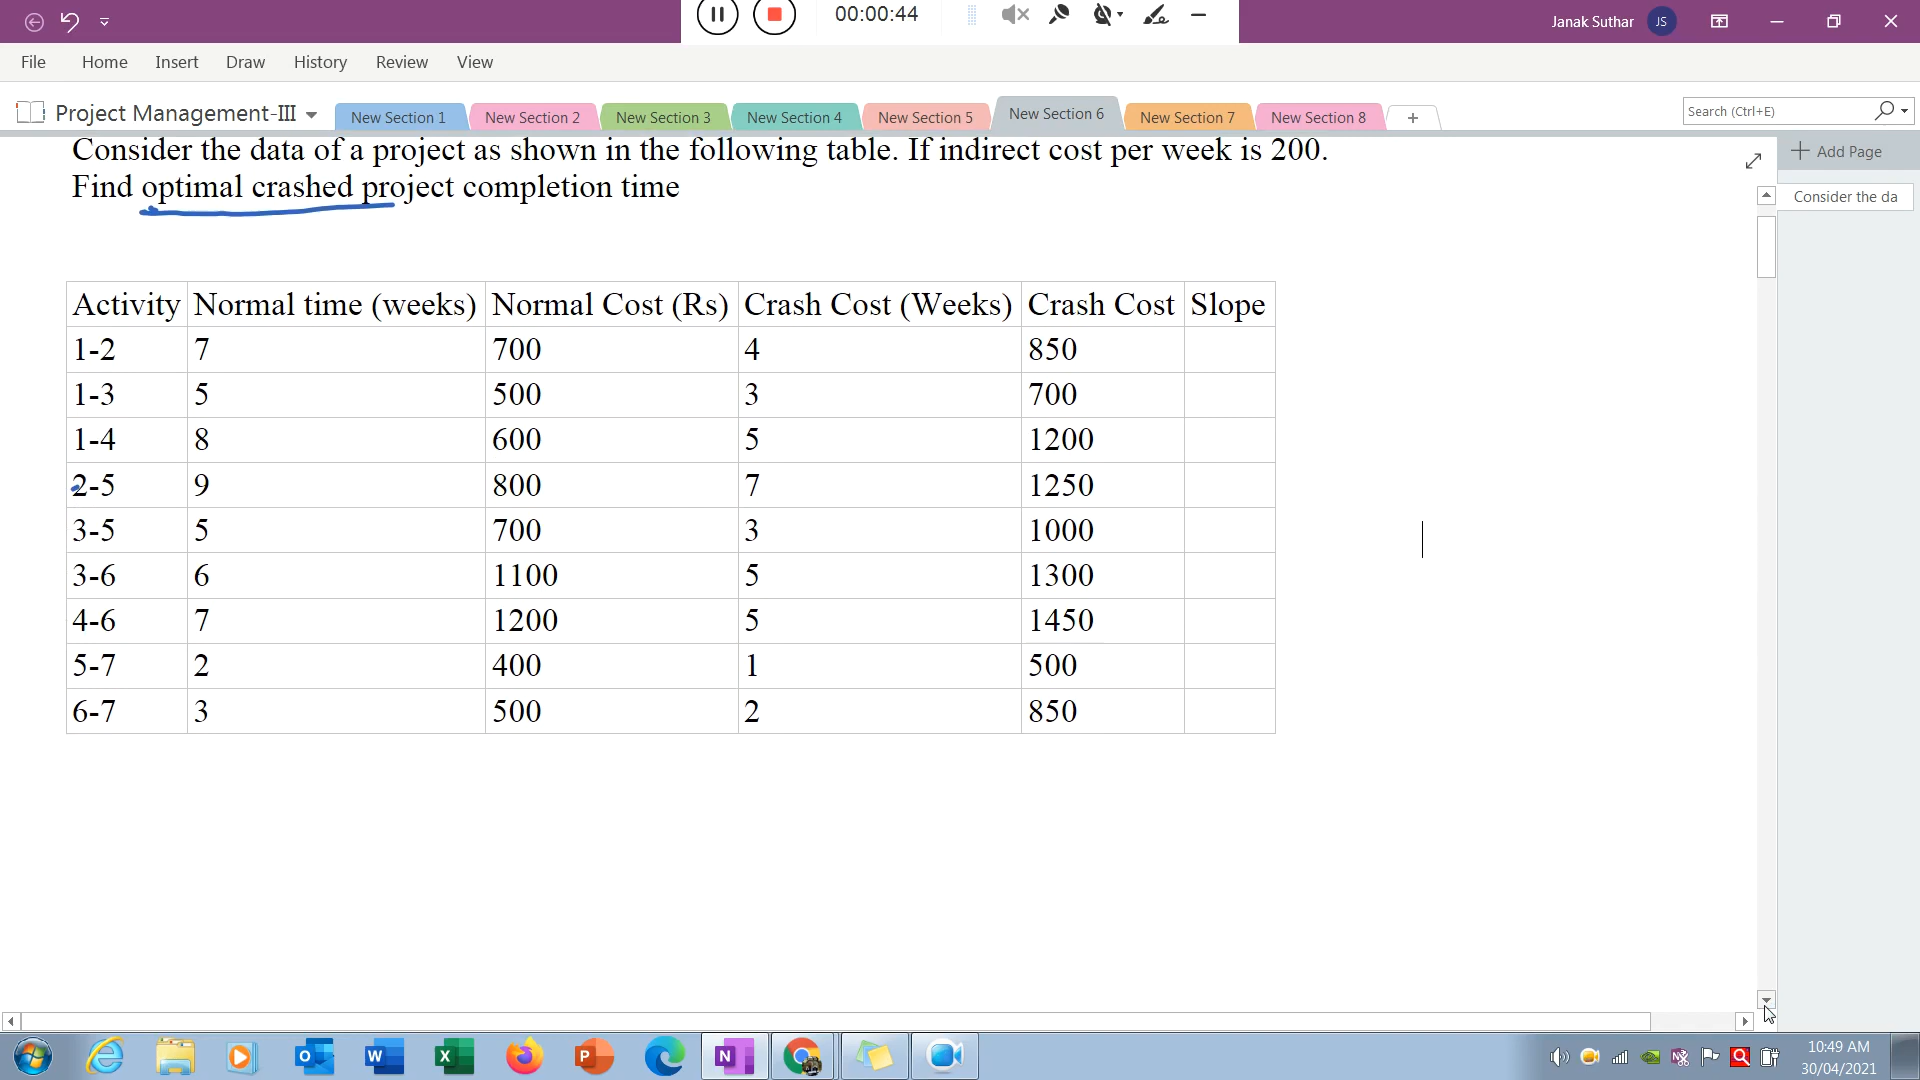 00:00:44
Janak Suthar JS
File Home Insert Draw History Review View
Project Management-III New Section 1 New Section 2 New Section 3 New Section 4 New Section 5 New Section 6 New Section 7 New Section 8 +
Search (Ctrl+E)
Add Page
Consider the da
Consider the data of a project as shown in the following table. If indirect cost per week is 200.
Find optimal crashed project completion time
Activity Normal time (weeks) Normal Cost (Rs) Crash Cost (Weeks) Crash Cost Slope
1-2 7 700 4 850
1-3 5 500 3 700
1-4 8 600 5 1200
2-5 9 800 7 1250
3-5 5 700 3 1000
3-6 6 1100 5 1300
4-6 7 1200 5 1450
5-7 2 400 1 500
6-7 3 500 2 850
10:49 AM
30/04/2021